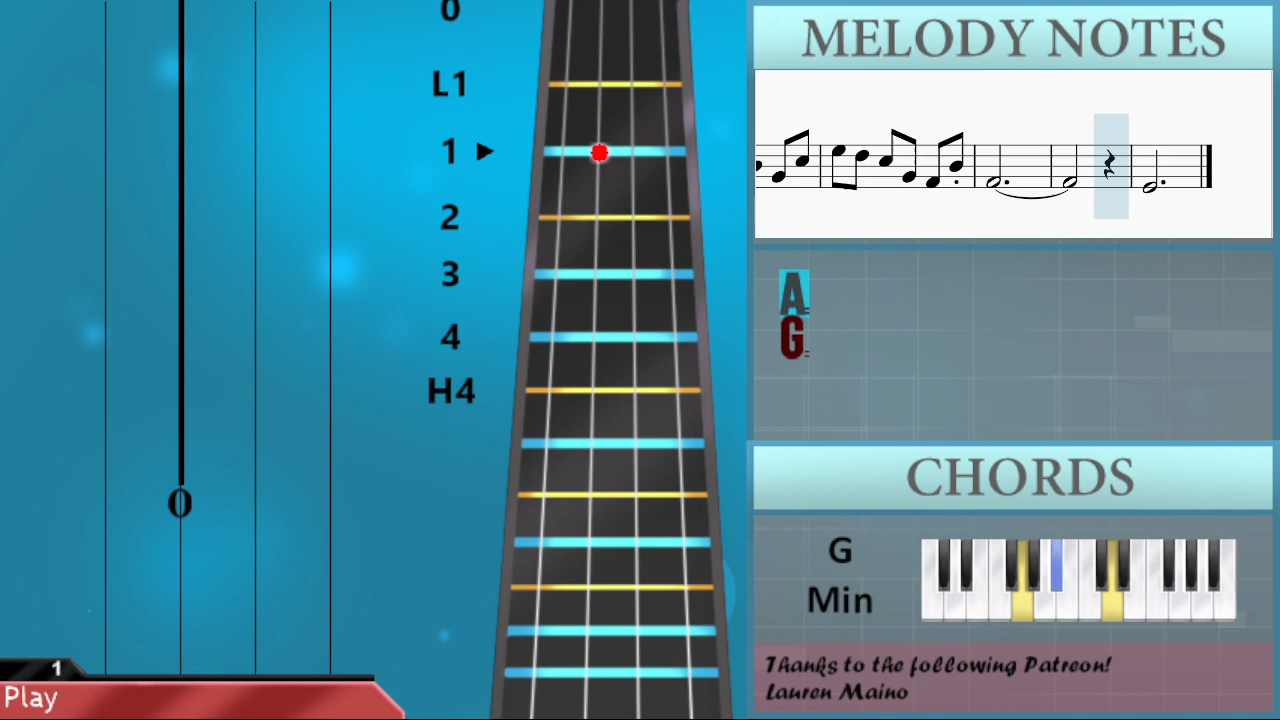 0
L1
1 ►
2
3
4
H4
0
1
Play
MELODY NOTES
A
G
CHORDS
G
Min
Thanks to the following Patreon!
Lauren Maino